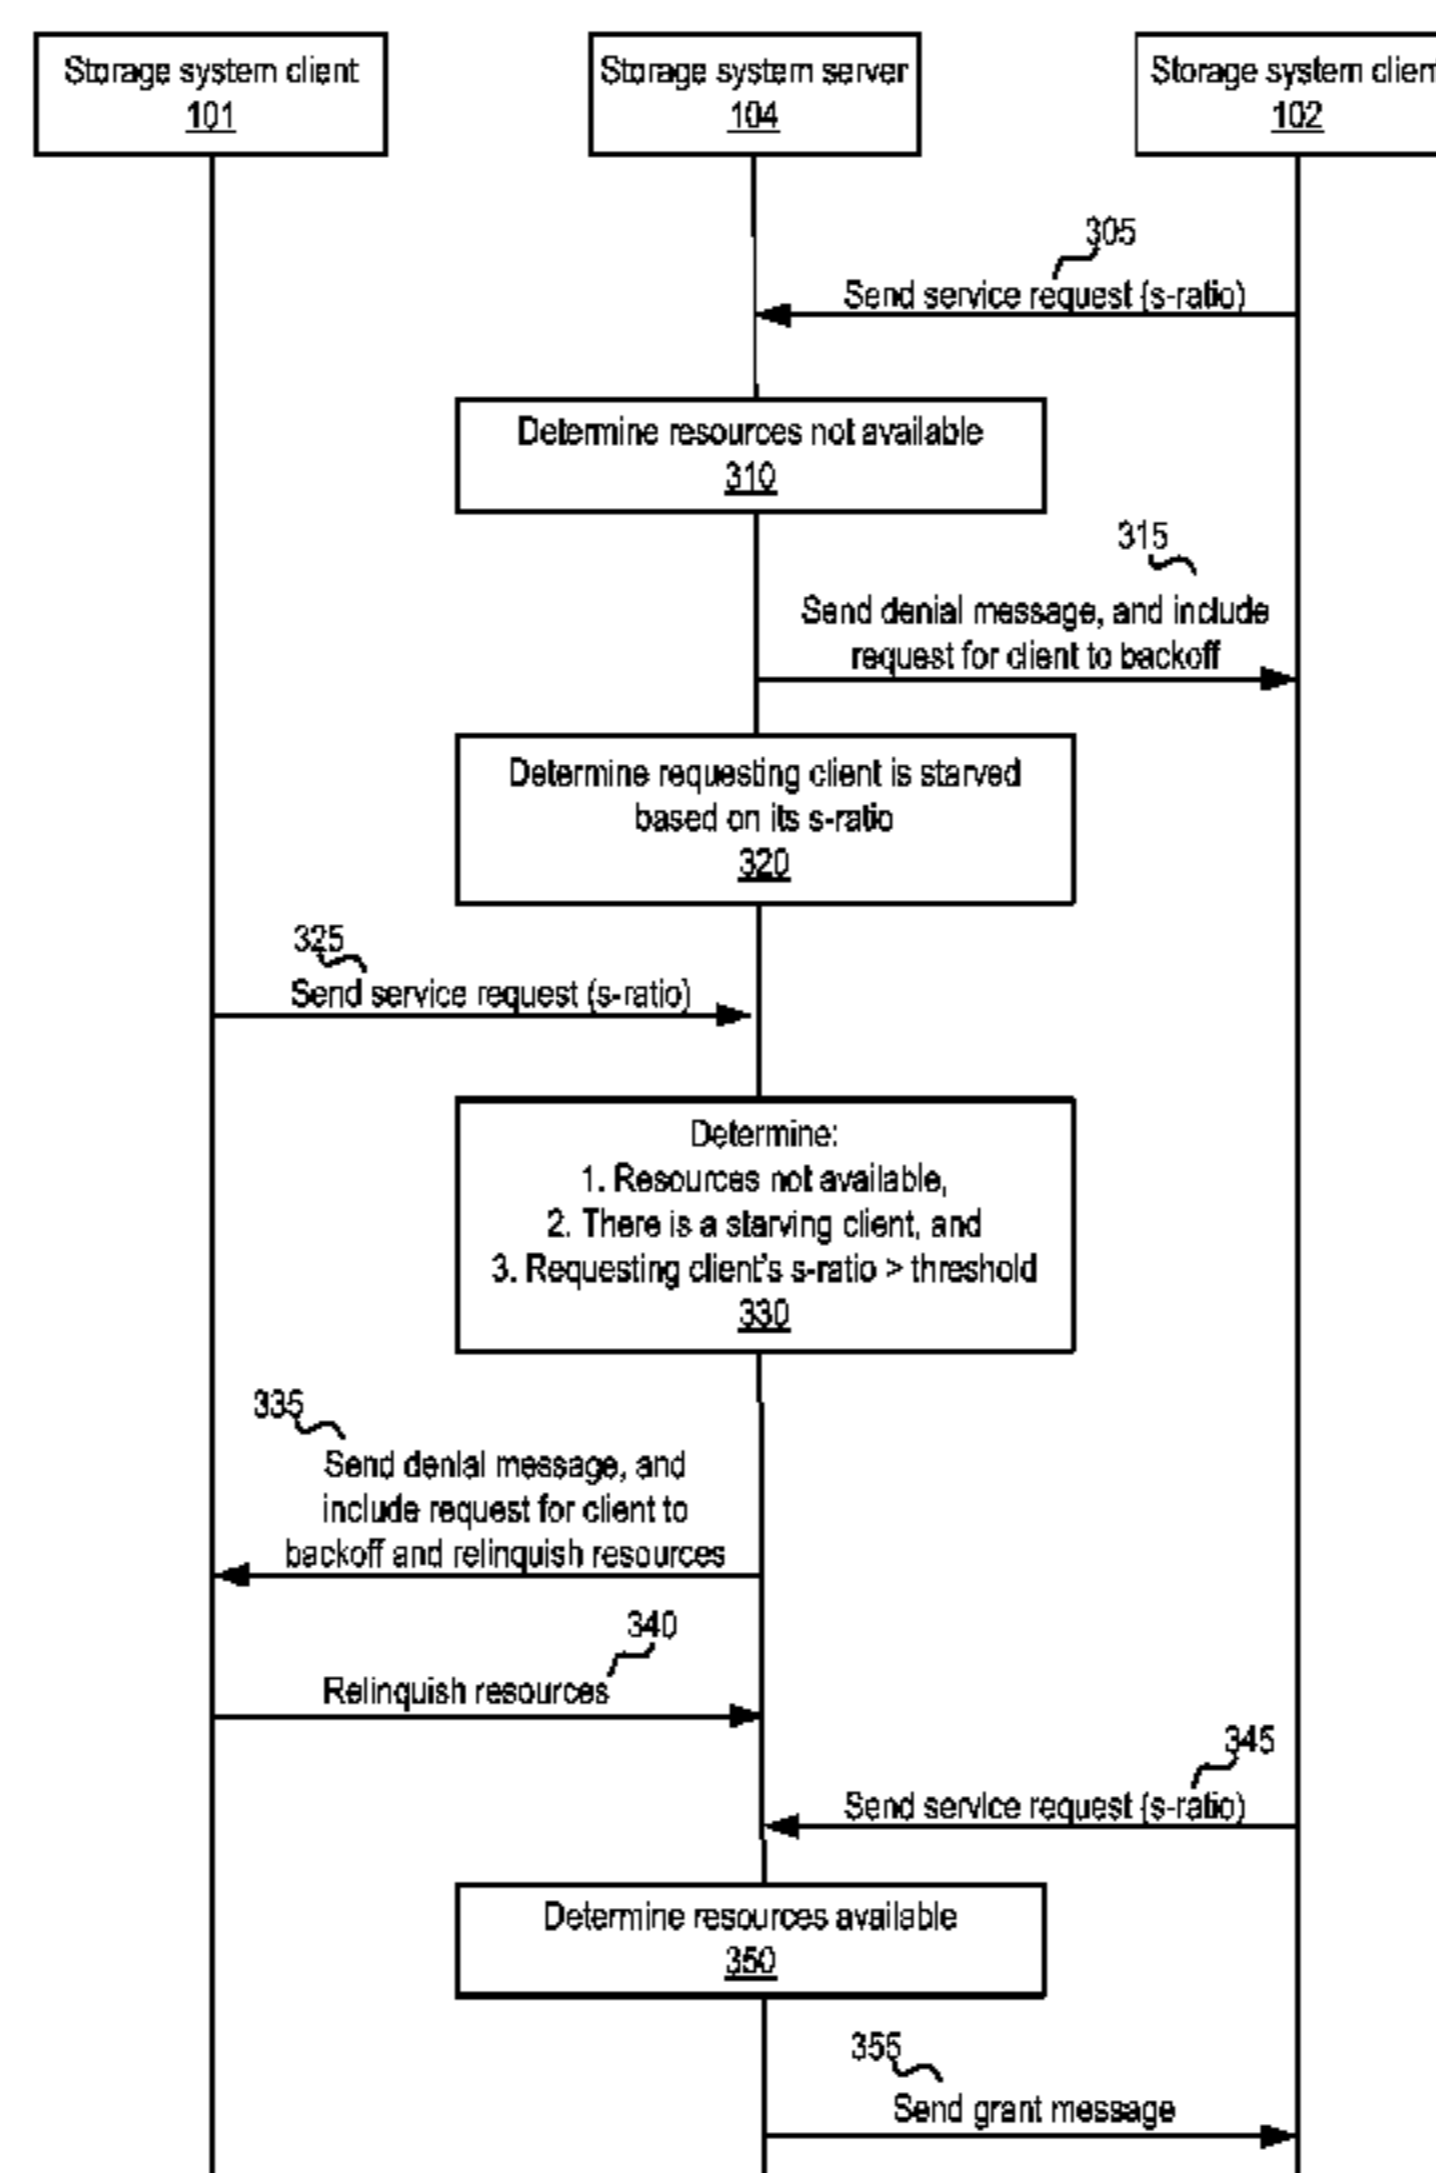 Storage system client
101
Storage system server
104
Storage system client
102
305
Send service request (s-ratio)
Determine resources not available
310
315
Send denial message, and include
request for client to backoff
Determine requesting client is starved
based on its s-ratio
320
325
Send service request (s-ratio)
Determine:
1. Resources not available,
2. There is a starving client, and
3. Requesting client's s-ratio > threshold
330
335
Send denial message, and
include request for client to
backoff and relinquish resources
340
Relinquish resources
345
Send service request (s-ratio)
Determine resources available
350
355
Send grant message